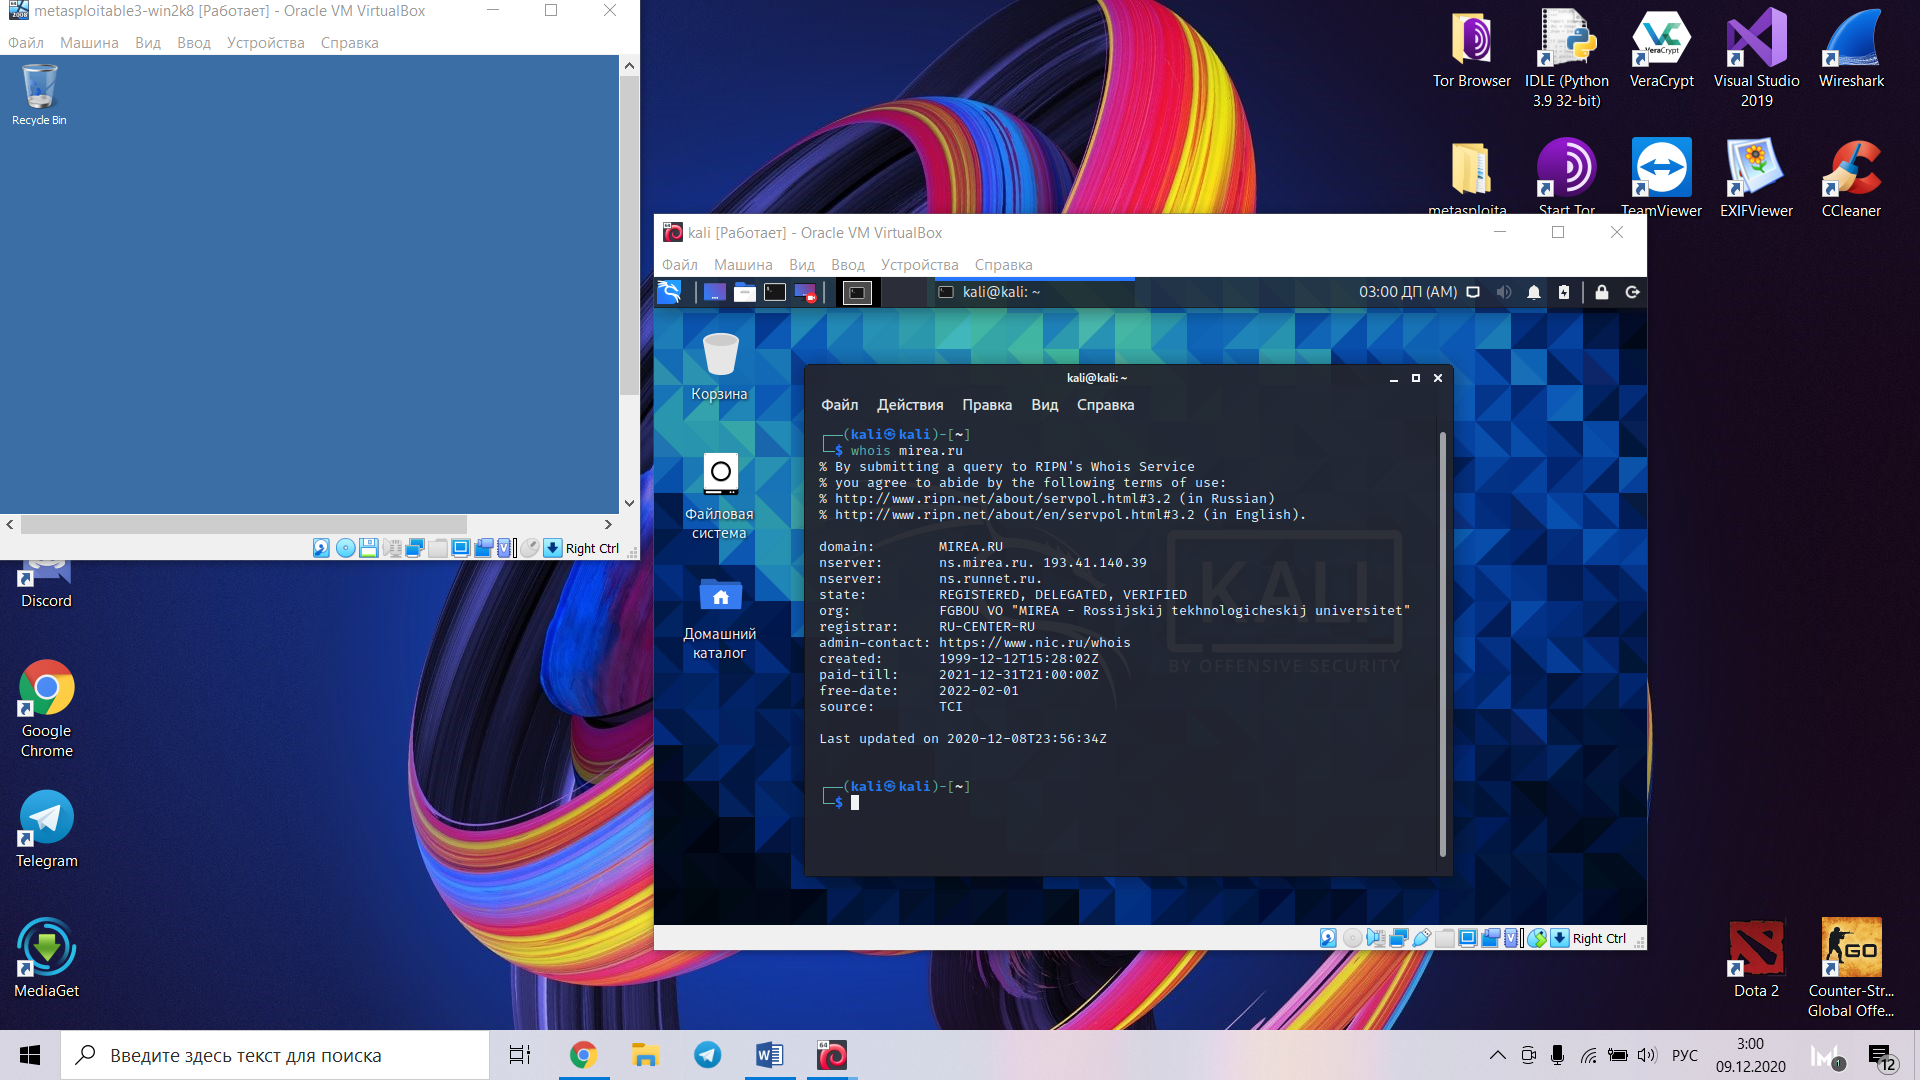 metasploitable3-win2k8 [Работает] - Oracle VM VirtualBox
Файл Машина Вид Ввод Устройства Справка
Recycle Bin
Right Ctrl
Tor Browser
IDLE (Python
3.9 32-bit)
VeraCrypt
Visual Studio
2019
Wireshark
metasploita...
Start Tor
TeamViewer
EXIFViewer
CCleaner
kali [Работает] - Oracle VM VirtualBox
Файл Машина Вид Ввод Устройства Справка
kali@kali: ~
03:00 ДП (AM)
Корзина
Файловая
система
Домашний
каталог
kali@kali: ~
Файл Действия Правка Вид Справка
┌──(kali㉿kali)-[~]
└─$ whois mirea.ru
% By submitting a query to RIPN's Whois Service
% you agree to abide by the following terms of use:
% http://www.ripn.net/about/servpol.html#3.2 (in Russian)
% http://www.ripn.net/about/en/servpol.html#3.2 (in English).
domain: MIREA.RU
nserver: ns.mirea.ru. 193.41.140.39
nserver: ns.runnet.ru.
state: REGISTERED, DELEGATED, VERIFIED
org: FGBOU VO "MIREA - Rossijskij tekhnologicheskij universitet"
registrar: RU-CENTER-RU
admin-contact: https://www.nic.ru/whois
created: 1999-12-12T15:28:02Z
paid-till: 2021-12-31T21:00:00Z
free-date: 2022-02-01
source: TCI
Last updated on 2020-12-08T23:56:34Z
┌──(kali㉿kali)-[~]
└─$
KALI
BY OFFENSIVE SECURITY
Right Ctrl
Discord
Google
Chrome
Telegram
MediaGet
Dota 2
Counter-Str...
Global Offe...
Введите здесь текст для поиска
РУС
3:00
09.12.2020
1
12